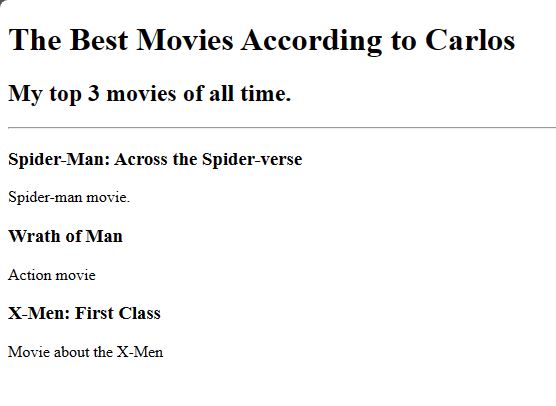 The Best Movies According to Carlos
My top 3 movies of all time.
Spider-Man: Across the Spider-verse
Spider-man movie.
Wrath of Man
Action movie
X-Men: First Class
Movie about the X-Men